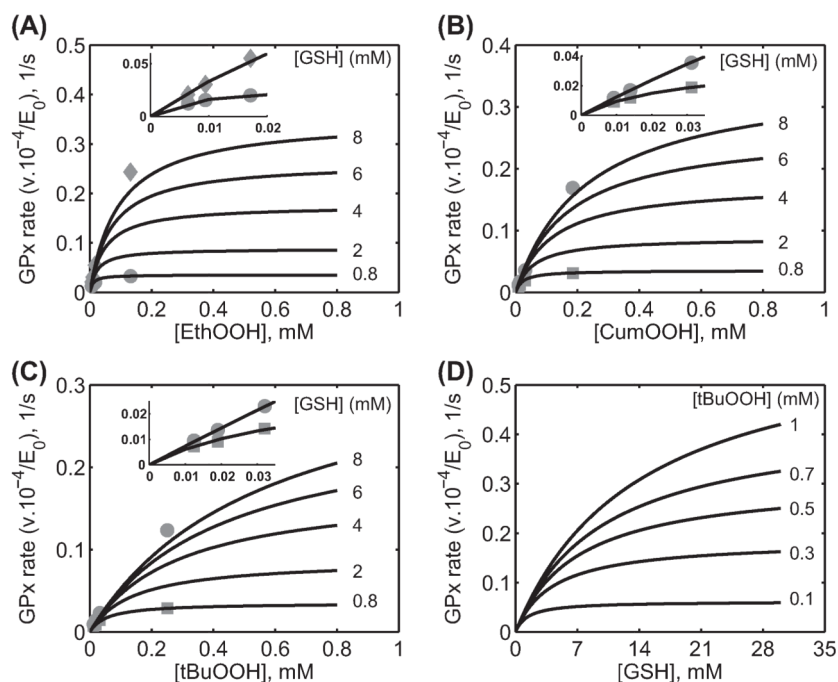 (A)
GPx rate (v.10⁻⁴/E₀), 1/s
0.5
0.4
0.3
0.2
0.1
0
0 0.2 0.4 0.6 0.8 1
[EthOOH], mM
[GSH] (mM)
8
6
4
2
0.8
0.05
0
0 0.01 0.02
(B)
GPx rate (v.10⁻⁴/E₀), 1/s
0.4
0.3
0.2
0.1
0
0 0.2 0.4 0.6 0.8 1
[CumOOH], mM
[GSH] (mM)
8
6
4
2
0.8
0.04
0.02
0
0 0.01 0.02 0.03
(C)
GPx rate (v.10⁻⁴/E₀), 1/s
0.3
0.2
0.1
0
0 0.2 0.4 0.6 0.8 1
[tBuOOH], mM
[GSH] (mM)
8
6
4
2
0.8
0.02
0.01
0
0 0.01 0.02 0.03
(D)
GPx rate (v.10⁻⁴/E₀), 1/s
0.5
0.4
0.3
0.2
0.1
0
0 7 14 21 28 35
[GSH], mM
[tBuOOH] (mM)
1
0.7
0.5
0.3
0.1